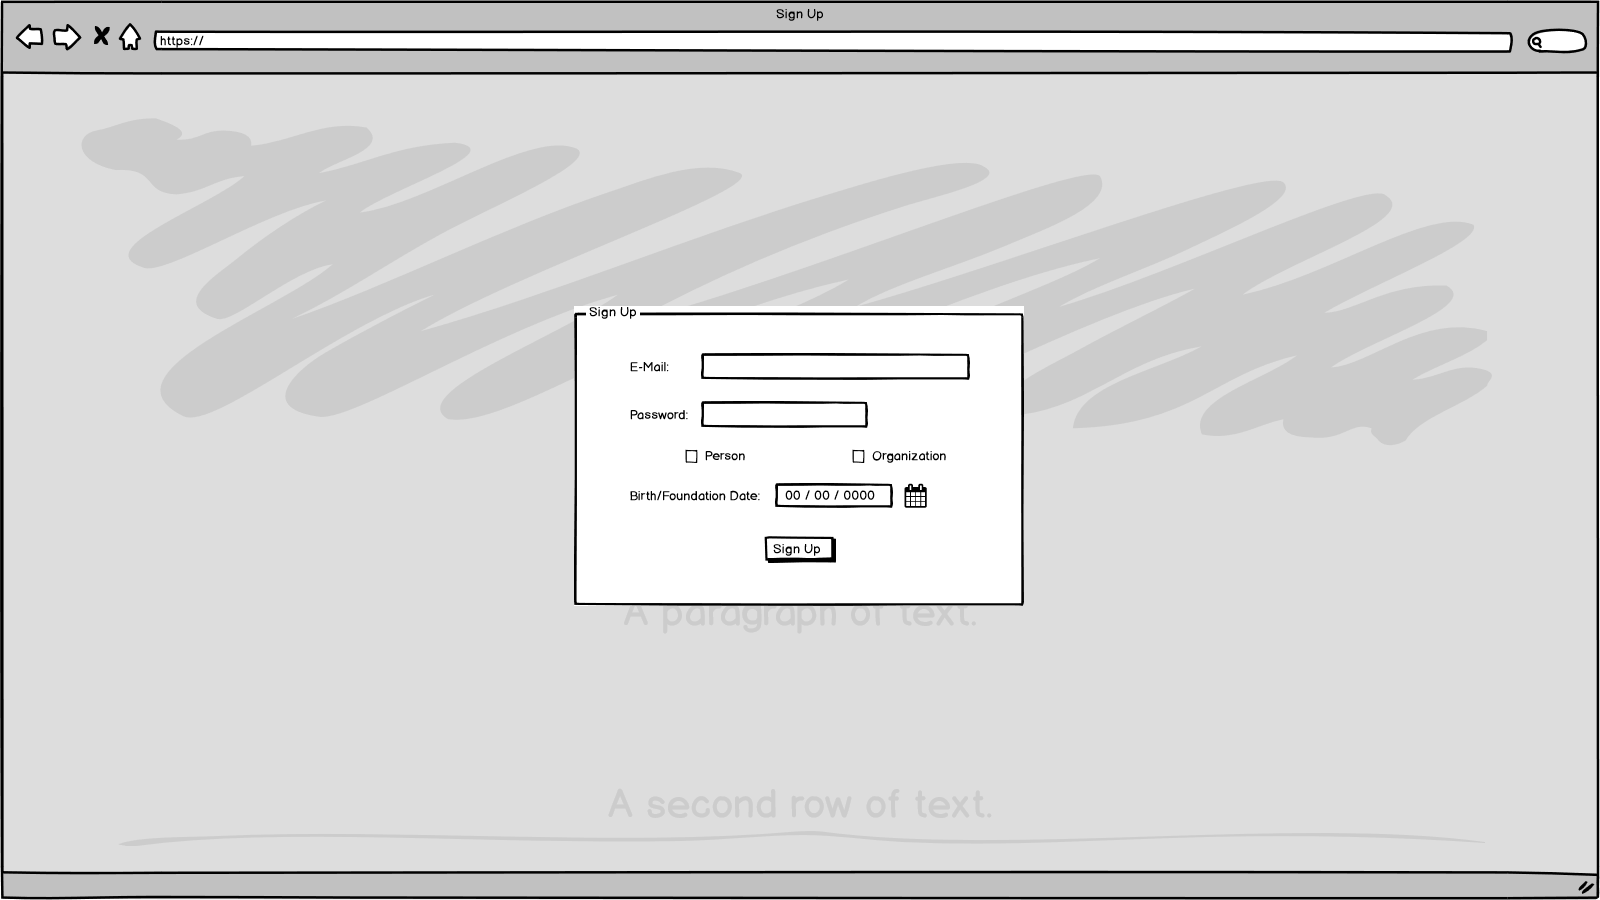 Sign Up
https://
Sign Up
E-Mail:
Password:
Person
Organization
Birth/Foundation Date: 00 / 00 / 0000
Sign Up
A paragraph of text.
A second row of text.